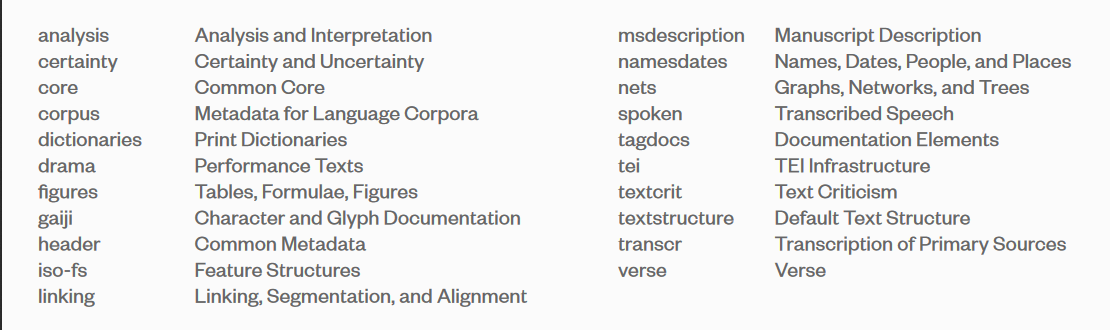 analysis Analysis and Interpretation
certainty Certainty and Uncertainty
core Common Core
corpus Metadata for Language Corpora
dictionaries Print Dictionaries
drama Performance Texts
figures Tables, Formulae, Figures
gaiji Character and Glyph Documentation
header Common Metadata
iso-fs Feature Structures
linking Linking, Segmentation, and Alignment
msdescription Manuscript Description
namesdates Names, Dates, People, and Places
nets Graphs, Networks, and Trees
spoken Transcribed Speech
tagdocs Documentation Elements
tei TEI Infrastructure
textcrit Text Criticism
textstructure Default Text Structure
transcr Transcription of Primary Sources
verse Verse